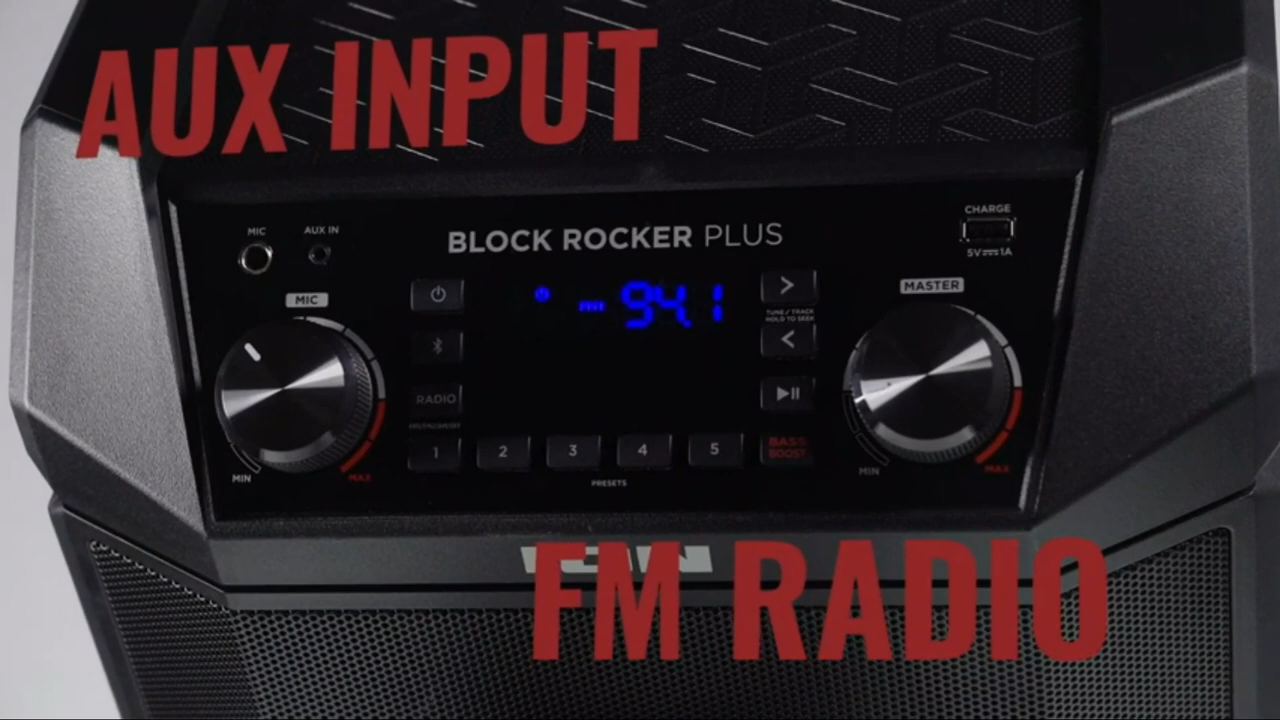 AUX INPUT
MIC
AUX IN
BLOCK ROCKER PLUS
CHARGE
5V 1A
MIC
94.1
MASTER
TUNE / TRACK
HOLD TO SEEK
RADIO
1
2
3
4
5
BASS
BOOST
MIN
MAX
MIN
MAX
PRESETS
FM RADIO